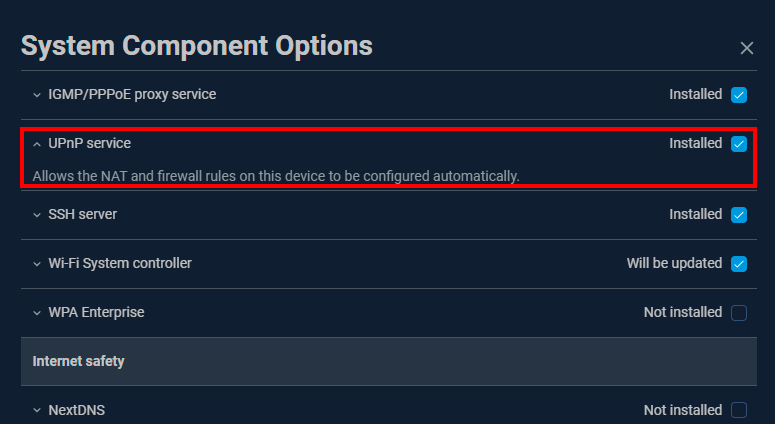 System Component Options
IGMP/PPPoE proxy service Installed
UPnP service Installed
Allows the NAT and firewall rules on this device to be configured automatically.
SSH server Installed
Wi-Fi System controller Will be updated
WPA Enterprise Not installed
Internet safety
NextDNS Not installed